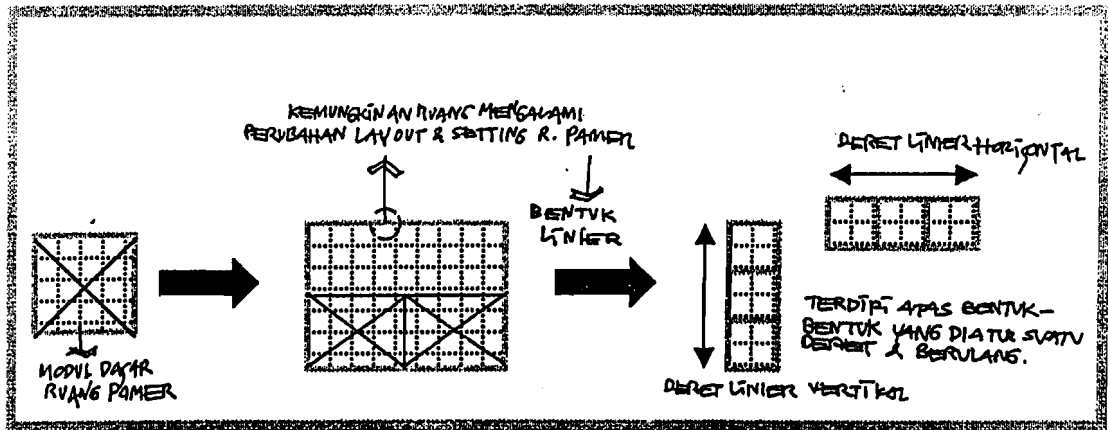 KEMUNGKINAN RUANG MENGALAMI
PERUBAHAN LAYOUT & SETTING R. PAMER
BENTUK
LINIER
MODUL DASAR
RUANG PAMER
DERET LINIER HORIZONTAL
TERDIRI ATAS BENTUK-
BENTUK YANG DIATUR SUATU
DERET & BERULANG.
DERET LINIER VERTIKAL